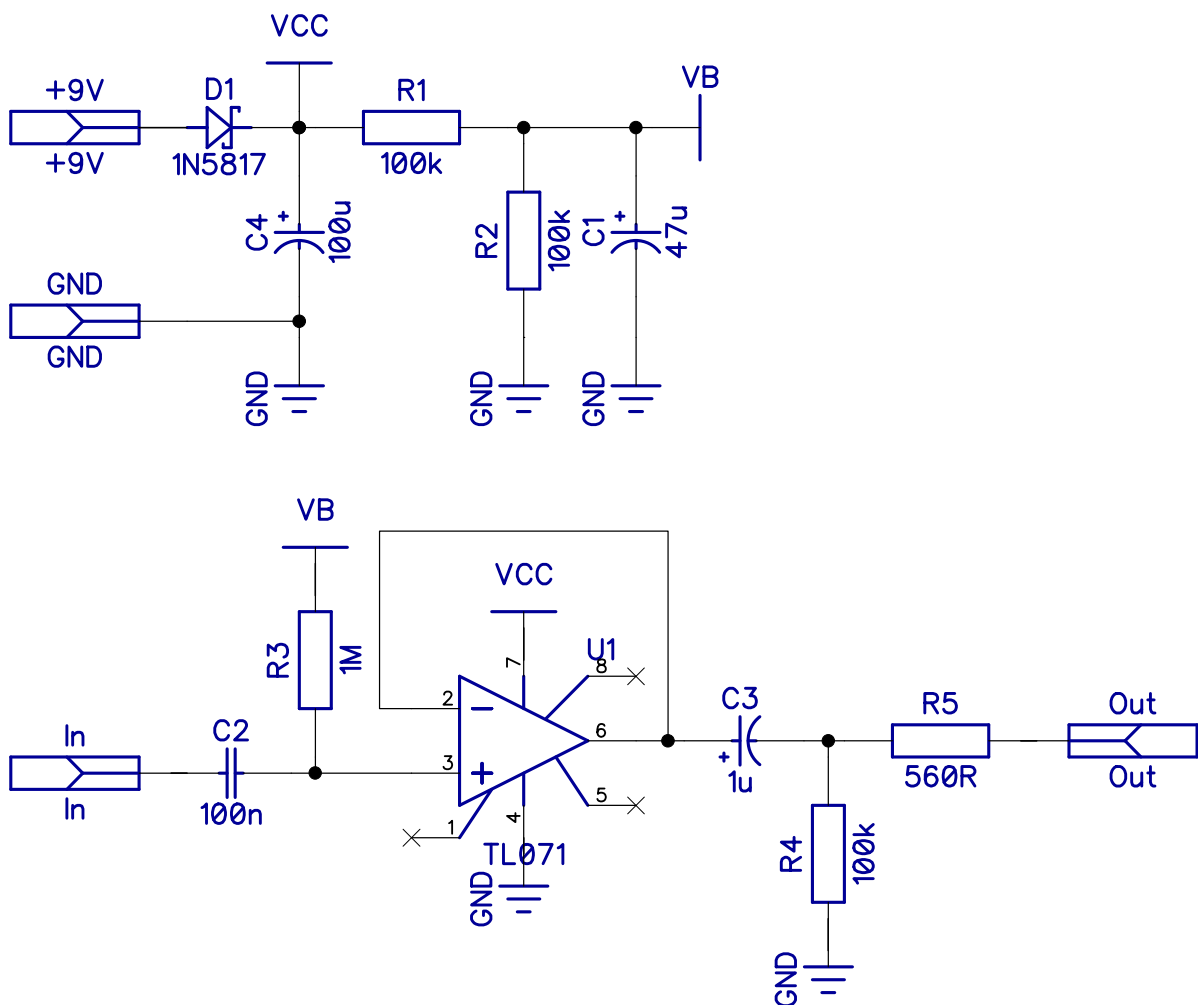 VCC
+9V
D1
R1
VB
+9V
1N5817
100k
C4
+
100u
R2
100k
C1
+
47u
GND
GND
GND
GND
GND
VB
VCC
R3
1M
U1
7
8
2
In
C2
3
6
C3
R5
Out
In
100n
+
1u
560R
Out
1
4
5
TL071
GND
R4
100k
GND